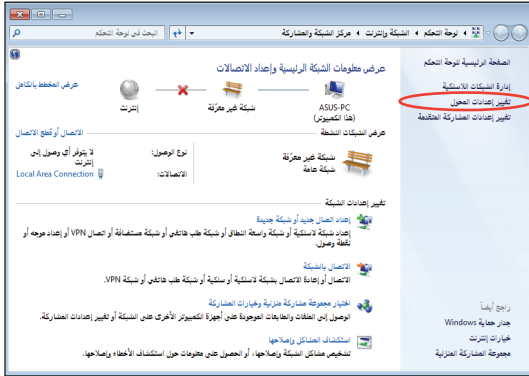 لوحة التحكم ‹ الشبكة وإنترنت ‹ مركز الشبكة والمشاركة
البحث في لوحة التحكم
الصفحة الرئيسية للوحة التحكم
إدارة الشبكات اللاسلكية
تغيير إعدادات المحول
تغيير إعدادات المشاركة المتقدمة
عرض معلومات الشبكة الرئيسية وإعداد الاتصالات
عرض المخطط بالكامل
ASUS-PC
(هذا الكمبيوتر)
شبكة غير معرّفة
إنترنت
عرض الشبكات النشطة
الاتصال أو قطع الاتصال
شبكة غير معرّفة
شبكة عامة
نوع الوصول:
لا يتوفر أي وصول إلى
إنترنت
الاتصالات:
Local Area Connection
تغيير إعدادات الشبكة
إعداد اتصال جديد أو شبكة جديدة
إعداد شبكة لاسلكية أو شبكة واسعة النطاق أو شبكة طلب هاتفي أو شبكة مستضافة أو اتصال VPN أو إعداد موجه أو
نقطة وصول.
الاتصال بالشبكة
الاتصال أو إعادة الاتصال بشبكة لاسلكية أو سلكية أو شبكة طلب هاتفي أو شبكة VPN.
اختيار مجموعة مشاركة منزلية وخيارات المشاركة
الوصول إلى الملفات والطابعات الموجودة على أجهزة الكمبيوتر الأخرى على الشبكة أو تغيير إعدادات المشاركة.
استكشاف المشاكل وإصلاحها
تشخيص مشاكل الشبكة وإصلاحها، أو الحصول على معلومات حول استكشاف الأخطاء وإصلاحها.
راجع أيضاً
جدار حماية Windows
خيارات إنترنت
مجموعة المشاركة المنزلية